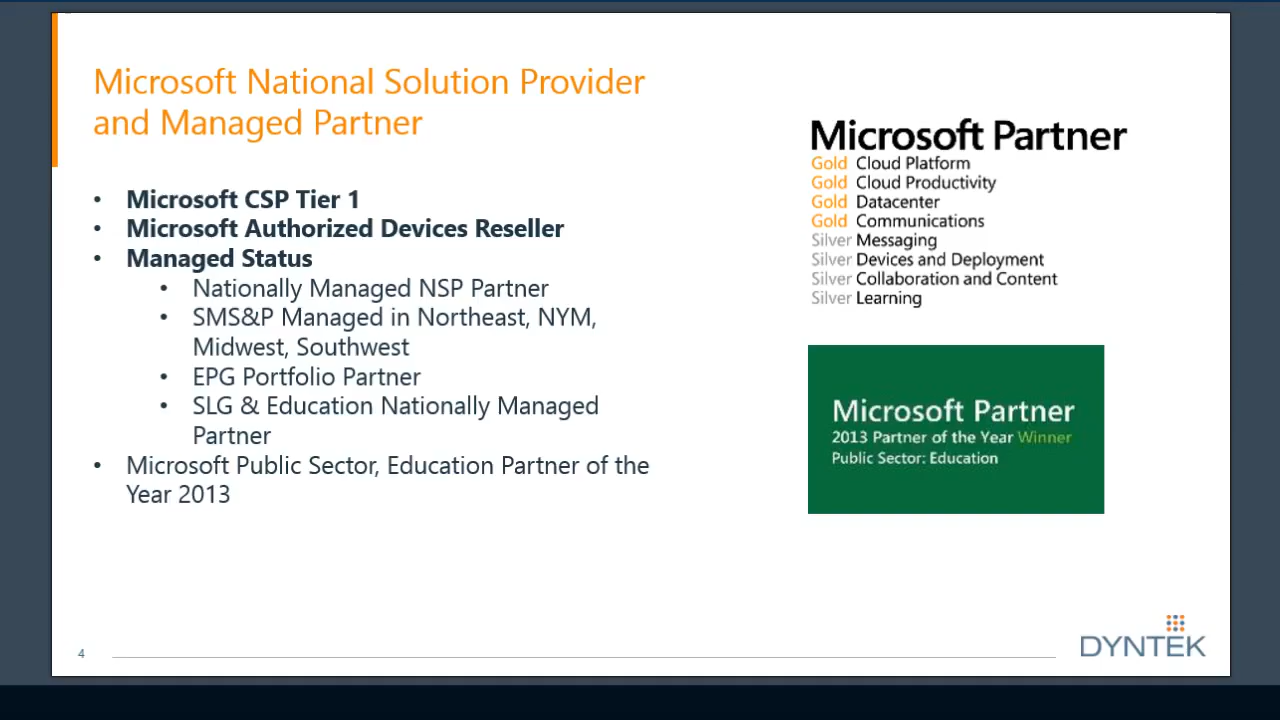 Microsoft National Solution Provider
and Managed Partner
• Microsoft CSP Tier 1
• Microsoft Authorized Devices Reseller
• Managed Status
• Nationally Managed NSP Partner
• SMS&P Managed in Northeast, NYM,
Midwest, Southwest
• EPG Portfolio Partner
• SLG & Education Nationally Managed
Partner
• Microsoft Public Sector, Education Partner of the
Year 2013
Microsoft Partner
Gold Cloud Platform
Gold Cloud Productivity
Gold Datacenter
Gold Communications
Silver Messaging
Silver Devices and Deployment
Silver Collaboration and Content
Silver Learning
Microsoft Partner
2013 Partner of the Year Winner
Public Sector: Education
4
DYNTEK